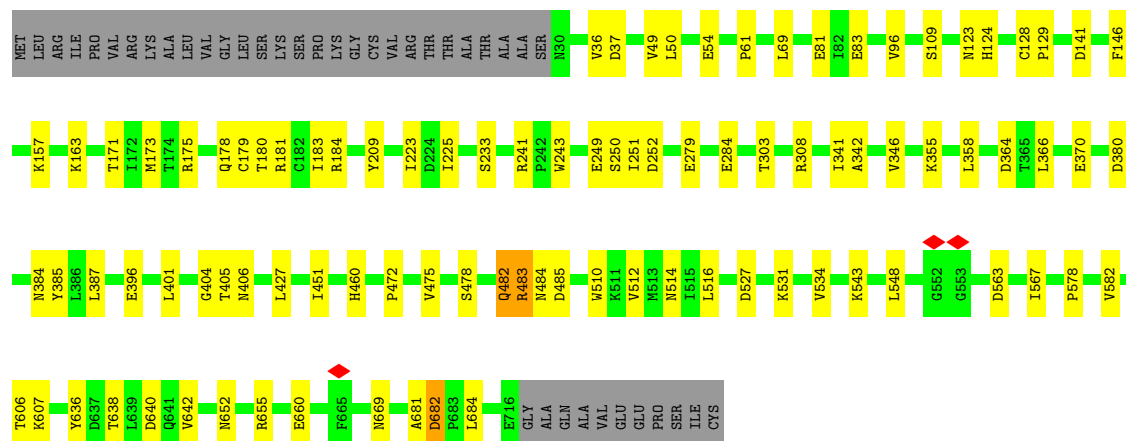 MET LEU ARG ILE PRO VAL ARG LYS ALA LEU VAL GLY LEU SER LYS SER PRO LYS GLY CYS VAL ARG THR THR ALA THR ALA ALA SER N30 V36 D37 V49 L50 E54 P61 L69 E81 I82 E83 V96 S109 N123 H124 C128 P129 D141 F146
K157 K163 T171 I172 M173 T174 R175 Q178 C179 T180 R181 C182 I183 R184 Y209 I223 D224 I225 S233 R241 P242 W243 E249 S250 I251 D252 E279 E284 T303 R308 I341 A342 V346 K355 L358 D364 T365 L366 E370 D380
N384 Y385 L386 L387 E396 L401 G404 T405 N406 L427 I451 H460 P472 V475 S478 Q482 R483 N484 D485 W510 K511 V512 M513 N514 I515 L516 D527 K531 V534 K543 L548 G552 G553 D563 I567 P578 V582
T606 K607 Y636 D637 T638 L639 D640 Q641 V642 N652 R655 E660 F665 N669 A681 D682 P683 L684 E716 GLY ALA GLN ALA VAL GLU GLU PRO SER ILE CYS